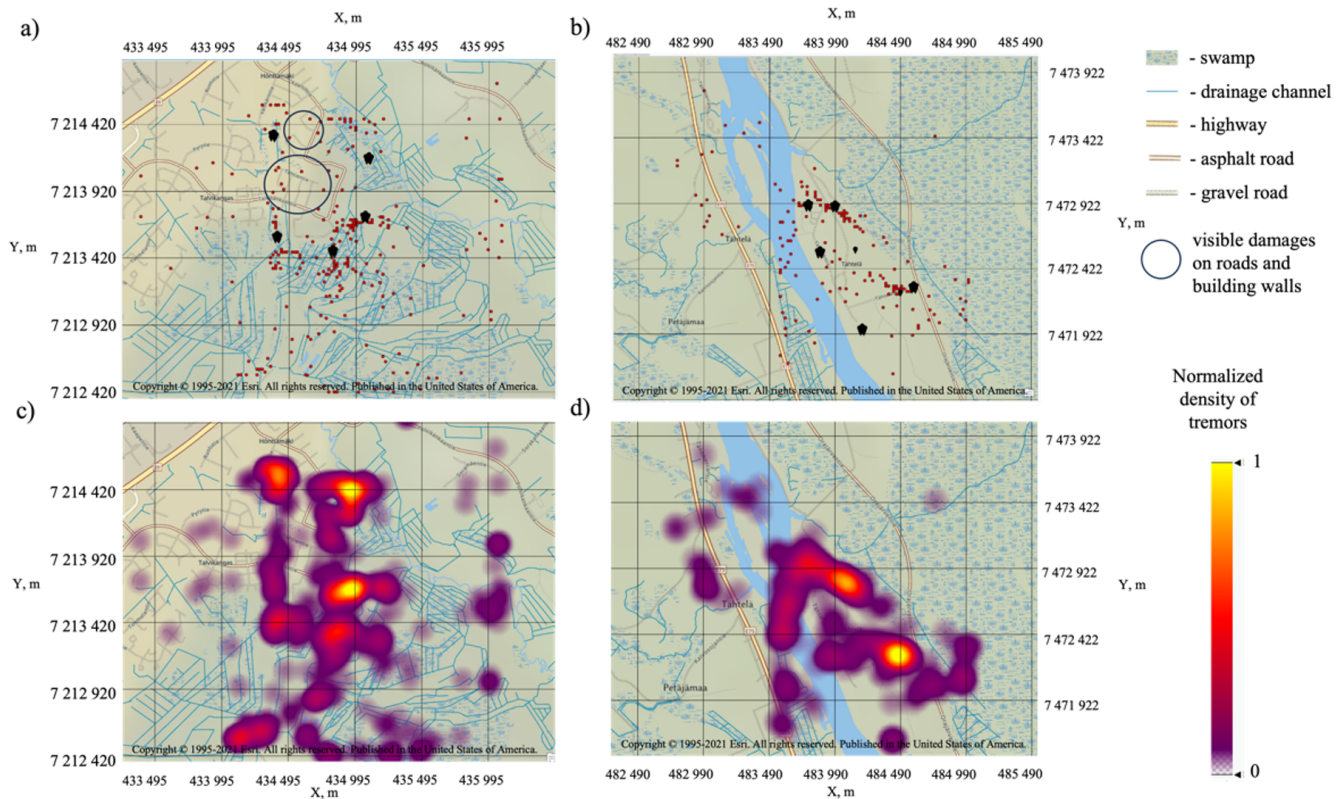 a)
X, m
433 495 433 995 434 495 434 995 435 495 435 995
7 214 420
7 213 920
7 213 420
7 212 920
7 212 420
Y, m
Hönttämäki
Talvikangas
Copyright © 1995-2021 Esri. All rights reserved. Published in the United States of America.
b)
X, m
482 490 482 990 483 490 483 990 484 490 484 990 485 490
7 473 922
7 473 422
7 472 922
7 472 422
7 471 922
Y, m
Tähtelä
Tähtelä
Petäjämaa
Copyright © 1995-2021 Esri. All rights reserved. Published in the United States of America.
- swamp
- drainage channel
- highway
- asphalt road
- gravel road
visible damages
on roads and
building walls
c)
Hönttämäki
Talvikangas
7 214 420
7 213 920
7 213 420
7 212 920
7 212 420
Y, m
Copyright © 1995-2021 Esri. All rights reserved. Published in the United States of America.
433 495 433 995 434 495 434 995 435 495 435 995
X, m
d)
Tähtelä
Petäjämaa
7 473 922
7 473 422
7 472 922
7 472 422
7 471 922
Y, m
Copyright © 1995-2021 Esri. All rights reserved. Published in the United States of America.
482 490 482 990 483 490 483 990 484 490 484 990 485 490
X, m
Normalized
density of
tremors
1
0